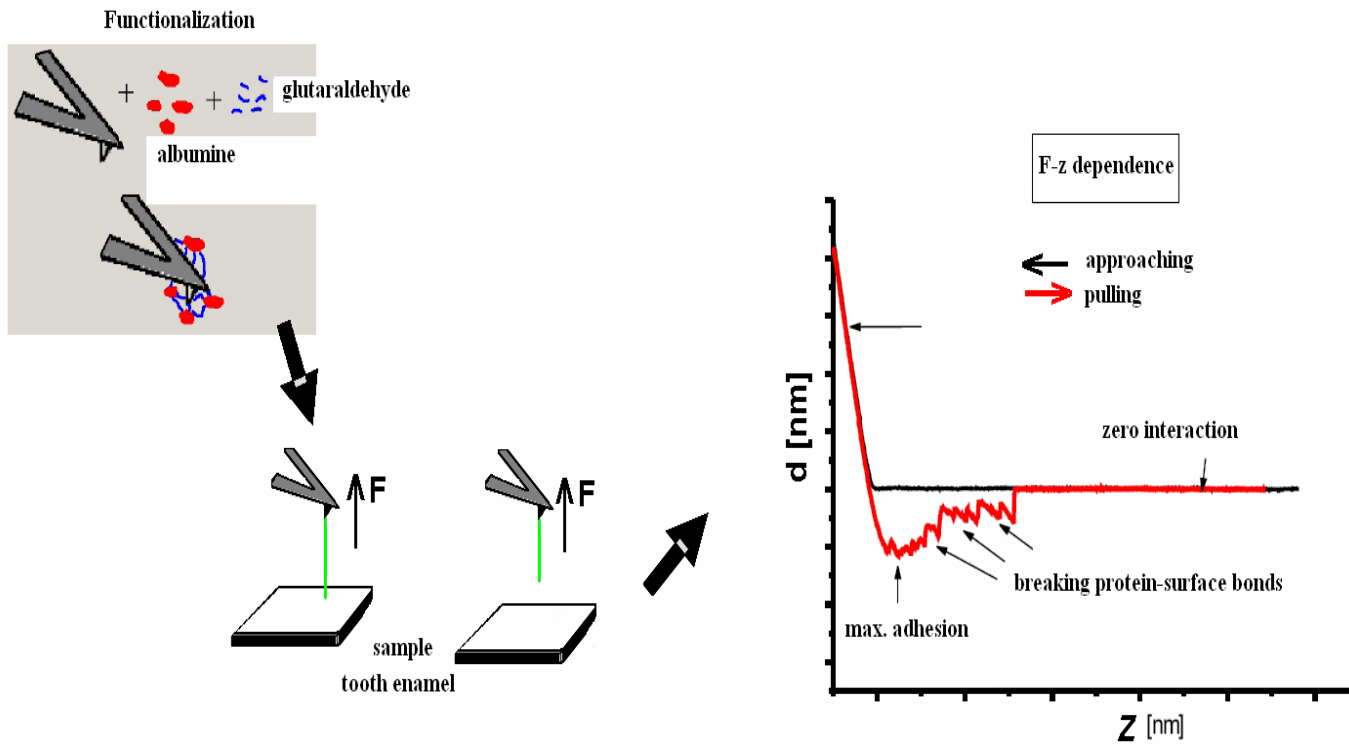 Functionalization
+
+
glutaraldehyde
albumine
F
F
sample
tooth enamel
F-z dependence
approaching
pulling
d [nm]
zero interaction
breaking protein-surface bonds
max. adhesion
Z [nm]